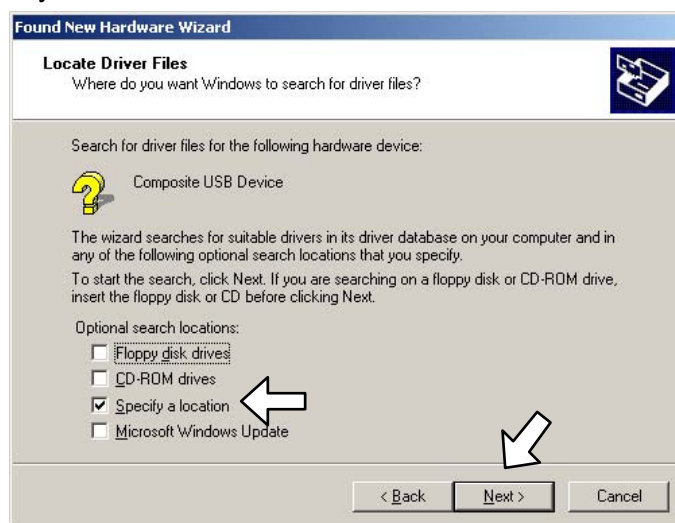 Found New Hardware Wizard
Locate Driver Files
Where do you want Windows to search for driver files?
Search for driver files for the following hardware device:
Composite USB Device
The wizard searches for suitable drivers in its driver database on your computer and in
any of the following optional search locations that you specify.
To start the search, click Next. If you are searching on a floppy disk or CD-ROM drive,
insert the floppy disk or CD before clicking Next.
Optional search locations:
Floppy disk drives
CD-ROM drives
Specify a location
Microsoft Windows Update
< Back Next > Cancel